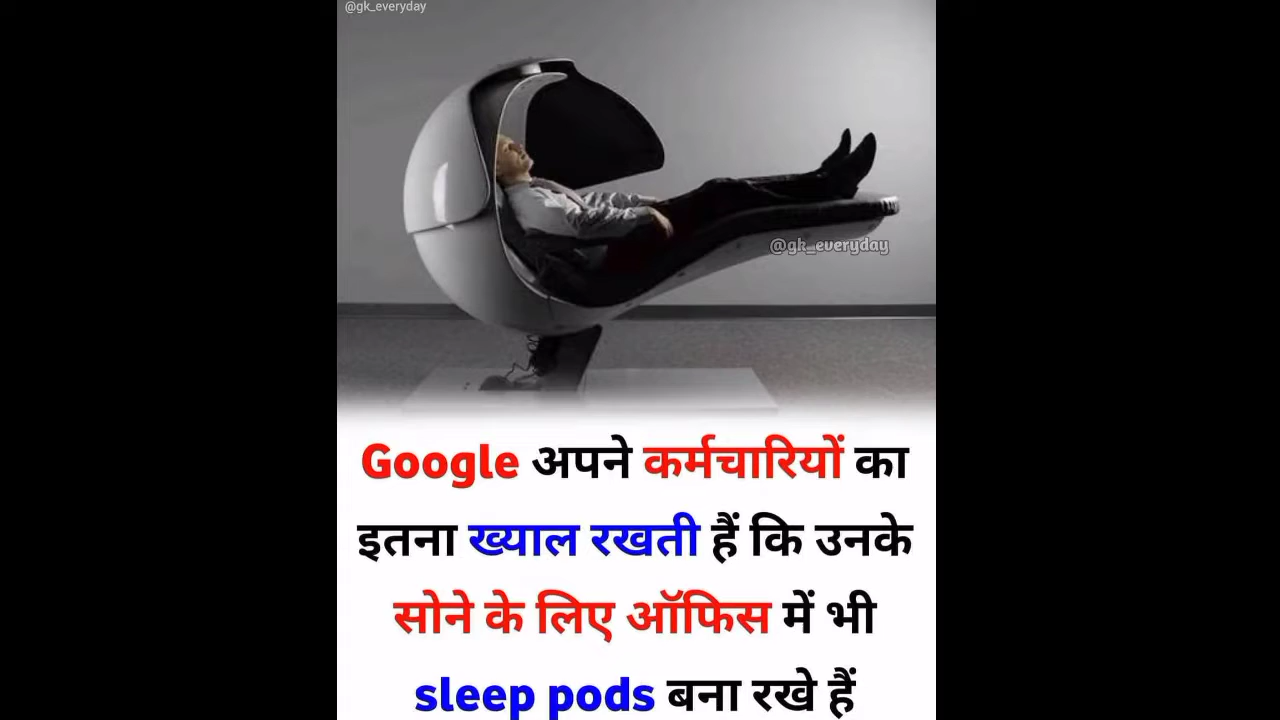 @gk_everyday
@gk_everyday
Google अपने कर्मचारियों का
इतना ख्याल रखती हैं कि उनके
सोने के लिए ऑफिस में भी
sleep pods बना रखे हैं